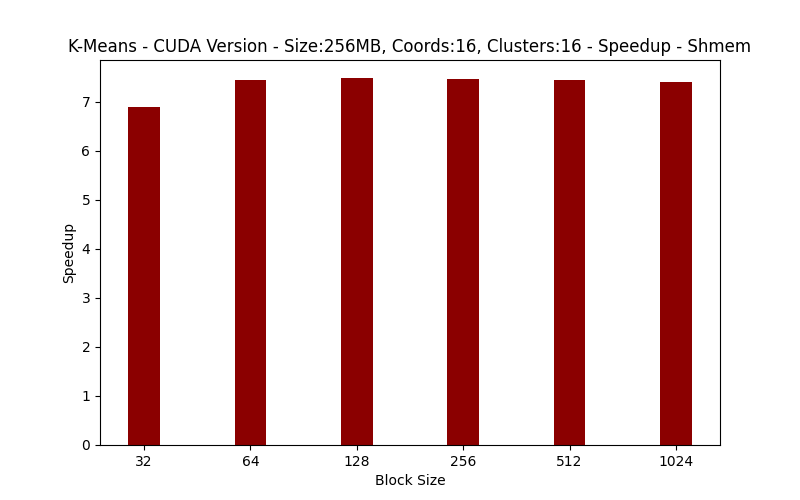 K-Means - CUDA Version - Size:256MB, Coords:16, Clusters:16 - Speedup - Shmem
7
6
5
4
3
2
1
0
Speedup
32 64 128 256 512 1024
Block Size